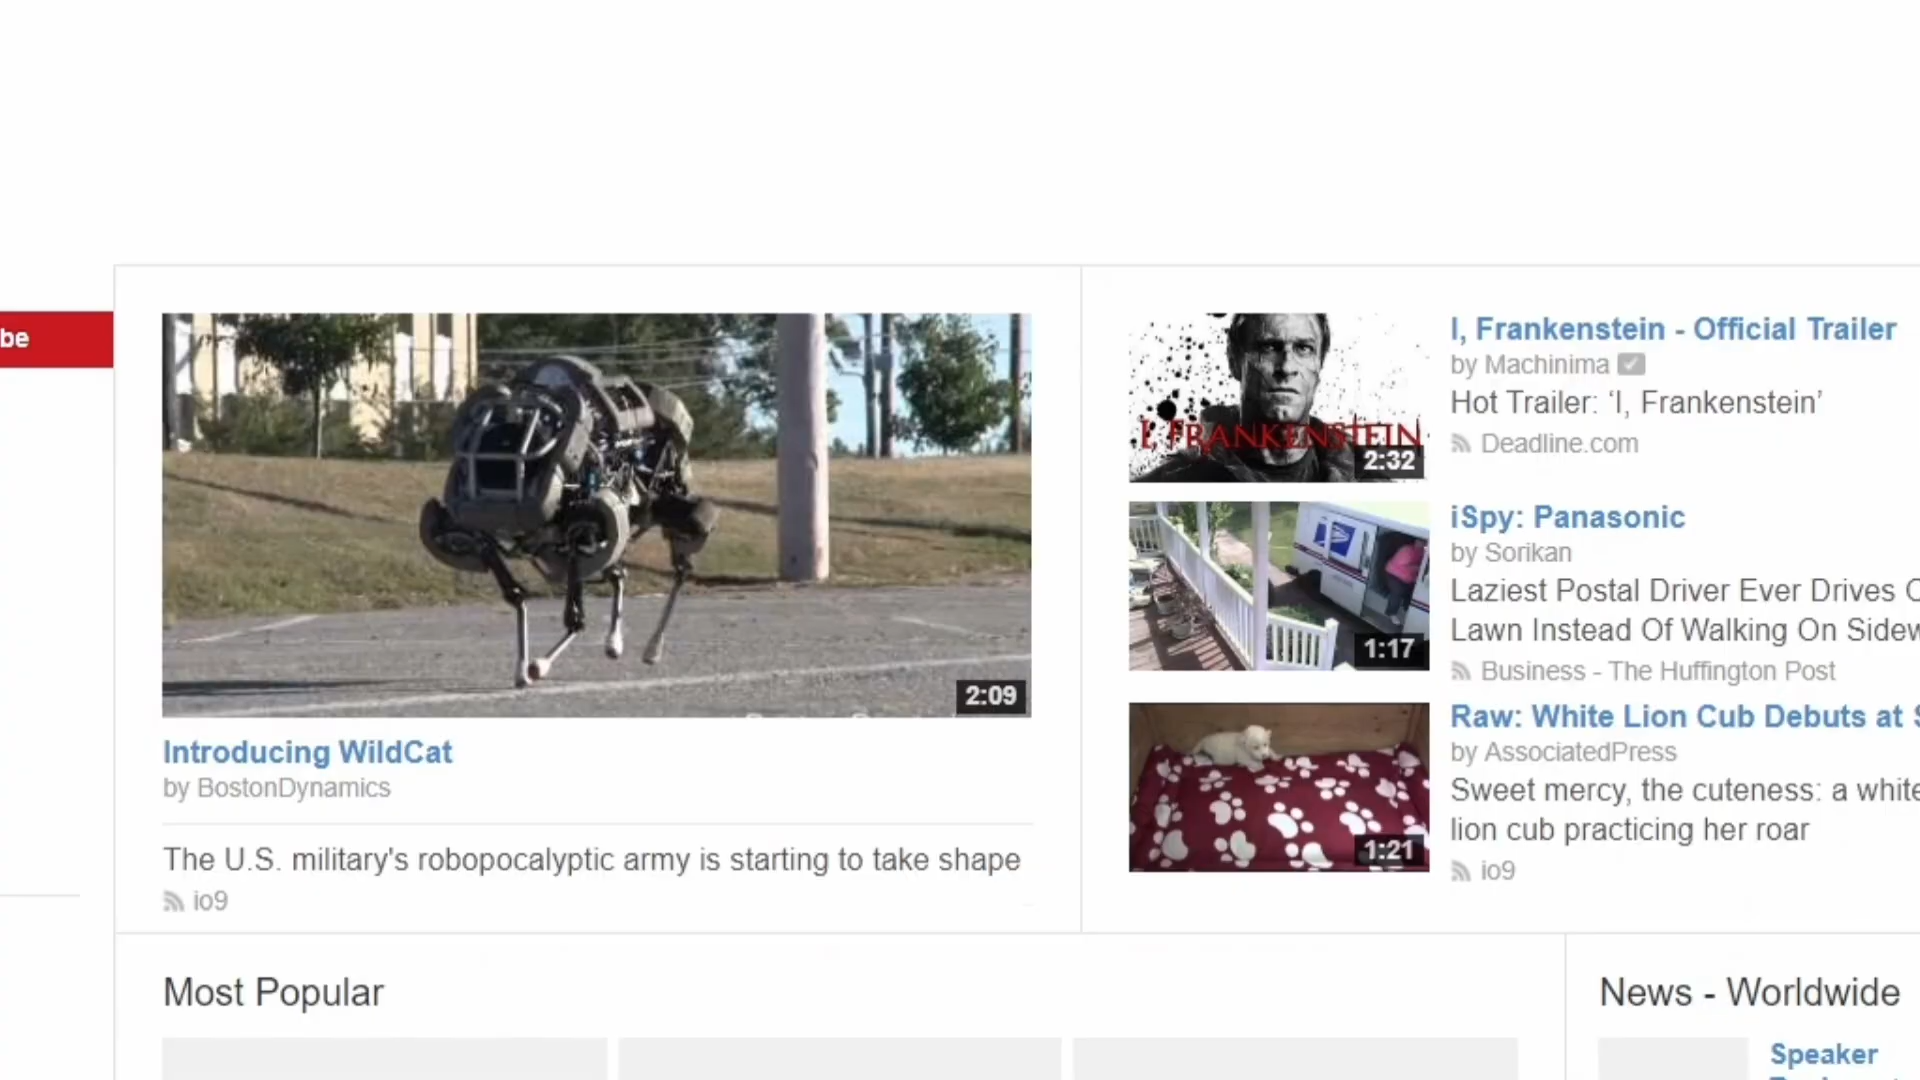 be
2:09
Introducing WildCat
by BostonDynamics
The U.S. military's robopocalyptic army is starting to take shape
io9
I, FRANKENSTEIN
2:32
I, Frankenstein - Official Trailer
by Machinima
Hot Trailer: ‘I, Frankenstein’
Deadline.com
1:17
iSpy: Panasonic
by Sorikan
Laziest Postal Driver Ever Drives
Lawn Instead Of Walking On
Business - The Huffington Post
1:21
Raw: White Lion Cub Debuts at
by AssociatedPress
Sweet mercy, the cuteness: a white
lion cub practicing her roar
io9
Most Popular
News - Worldwide
Speaker